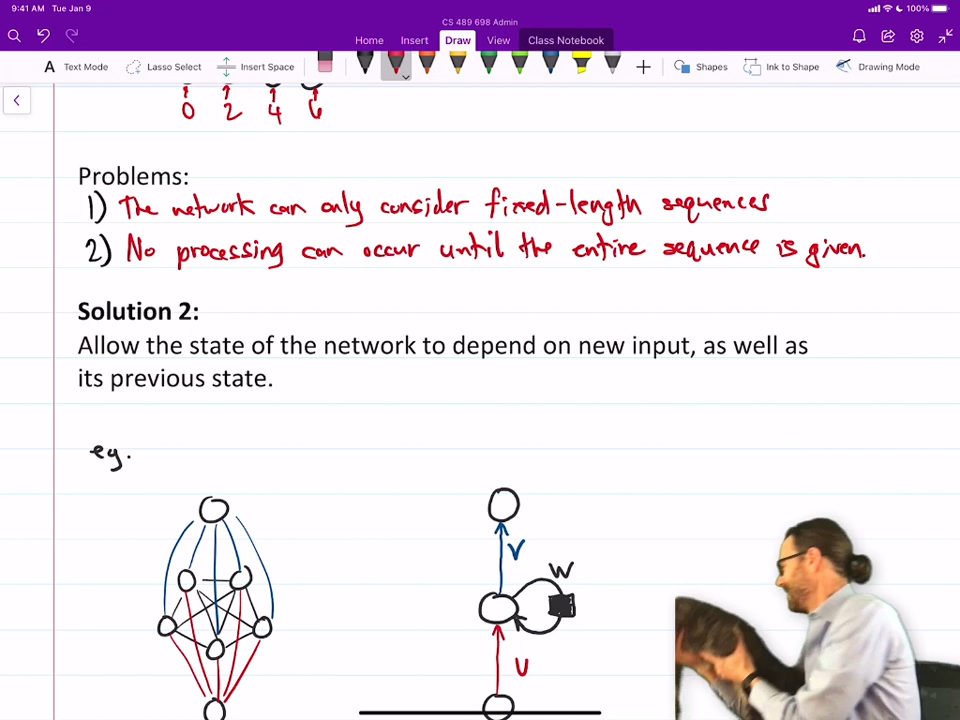 9:41 AM Tue Jan 9
100%
CS 489 698 Admin
Home Insert Draw View Class Notebook
A Text Mode Lasso Select Insert Space Shapes Ink to Shape Drawing Mode
0 2 4 6
Problems:
1) The network can only consider fixed-length sequences
2) No processing can occur until the entire sequence is given.
Solution 2:
Allow the state of the network to depend on new input, as well as
its previous state.
eg.
V
W
U